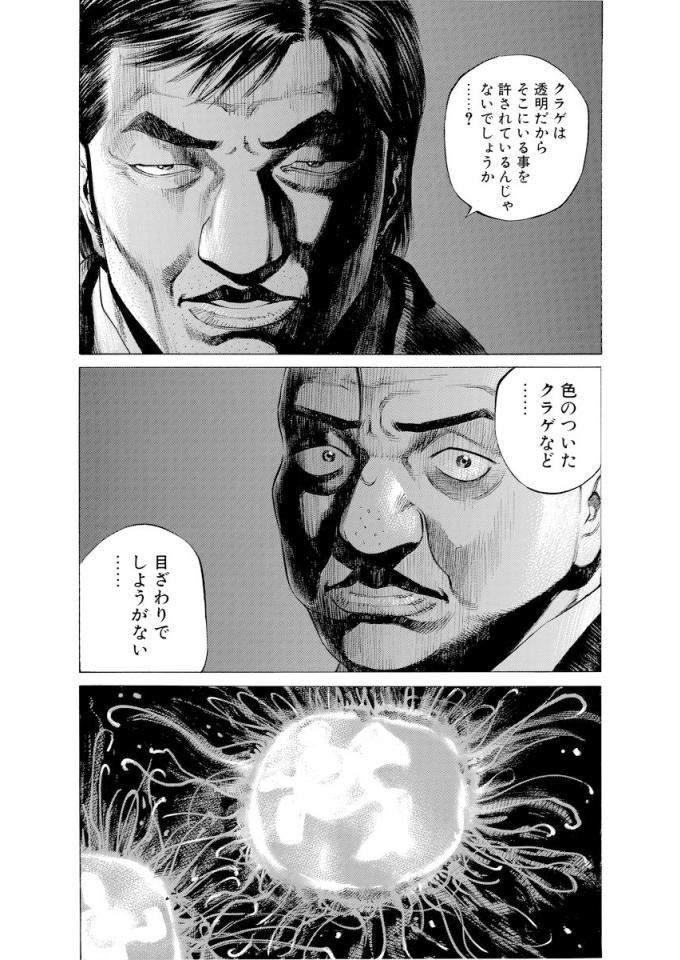 クラゲは
透明だから
そこにいる事を
許されているんじゃ
ないでしょうか
……？
色のついた
クラゲなど
……
目ざわりで
しようがない
……